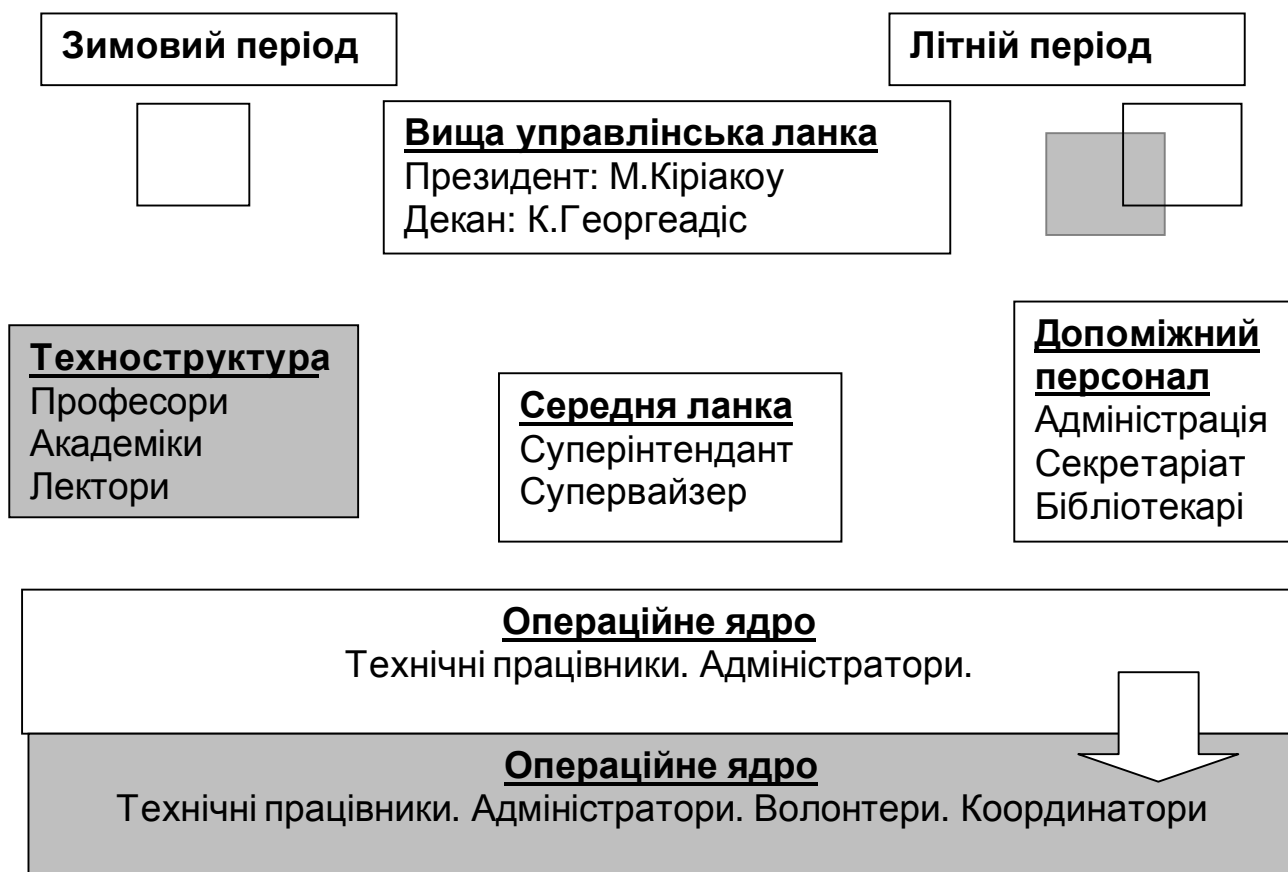 Зимовий період
Літній період
Вища управлінська ланка
Президент: М.Кіріакоу
Декан: К.Георгеадіс
Техноструктура
Професори
Академіки
Лектори
Середня ланка
Суперінтендант
Супервайзер
Допоміжний
персонал
Адміністрація
Секретаріат
Бібліотекарі
Операційне ядро
Технічні працівники. Адміністратори.
Операційне ядро
Технічні працівники. Адміністратори. Волонтери. Координатори